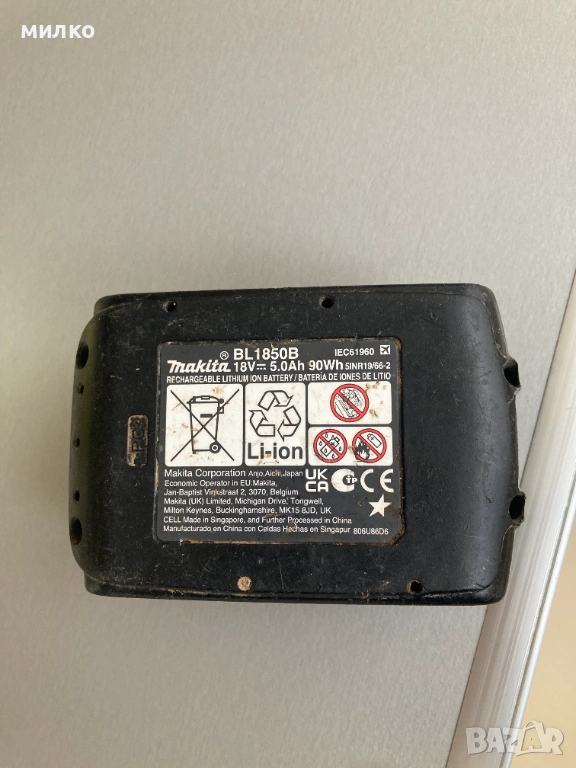 МИЛКО
® BL1850B IEC61960
makita 18V⎓ 5.0Ah 90Wh 5INR19/66-2
RECHARGEABLE LITHIUM ION BATTERY / BATERÍA DE IONES DE LITIO
Li-ion
Makita Corporation Anjo, Aichi, Japan
Economic Operator in EU: Makita,
Jan-Baptist Vinkstraat 2, 3070, Belgium
Makita (UK) Limited, Michigan Drive, Tongwell,
Milton Keynes, Buckinghamshire, MK15 8JD, UK
UK CA TP CE
CELL Made in Singapore, and Further Processed in China
Manufacturado en China con Celdas Hechas en Singapur 806U86D6
BAZAR